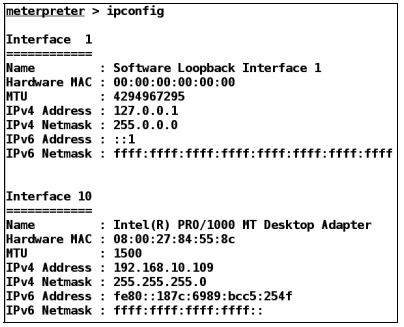 meterpreter > ipconfig
Interface  1
============
Name         : Software Loopback Interface 1
Hardware MAC : 00:00:00:00:00:00
MTU          : 4294967295
IPv4 Address : 127.0.0.1
IPv4 Netmask : 255.0.0.0
IPv6 Address : ::1
IPv6 Netmask : ffff:ffff:ffff:ffff:ffff:ffff:ffff:ffff
Interface 10
============
Name         : Intel(R) PRO/1000 MT Desktop Adapter
Hardware MAC : 08:00:27:84:55:8c
MTU          : 1500
IPv4 Address : 192.168.10.109
IPv4 Netmask : 255.255.255.0
IPv6 Address : fe80::187c:6989:bcc5:254f
IPv6 Netmask : ffff:ffff:ffff:ffff::